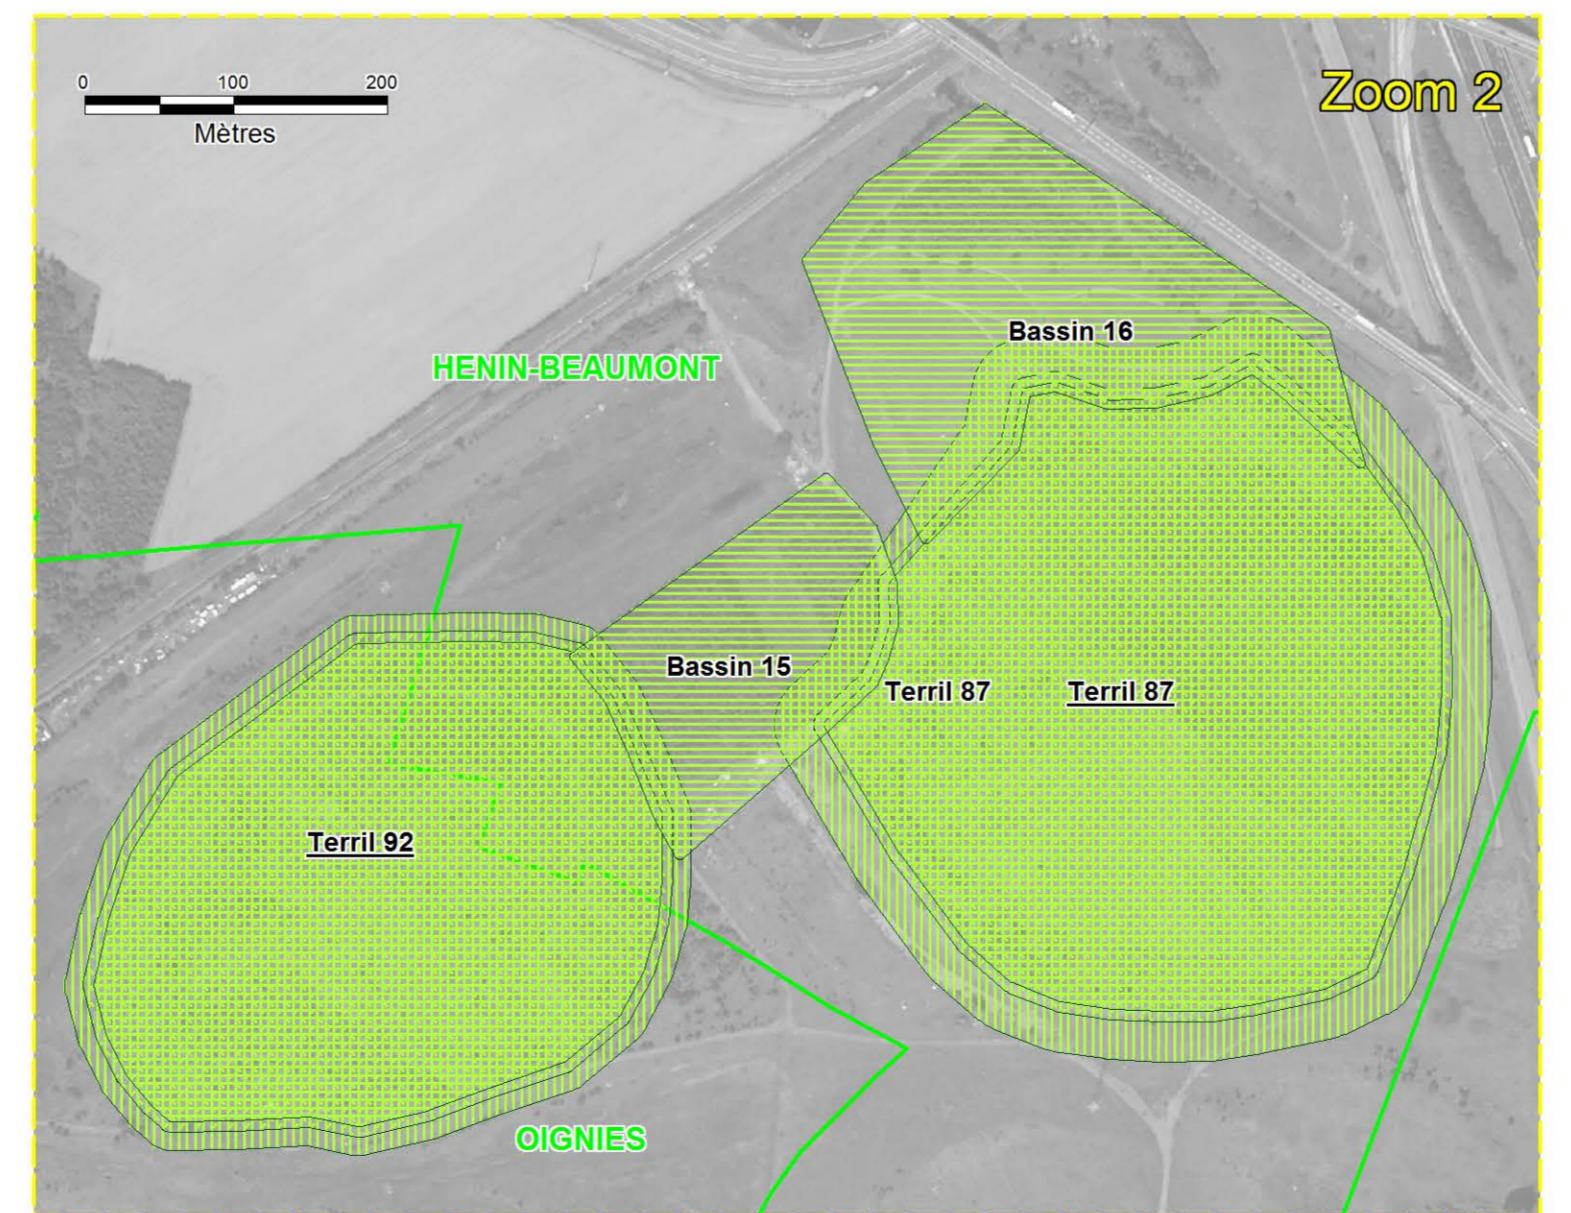 0 100 200
Mètres
Zoom 2
Bassin 16
HENIN-BEAUMONT
Bassin 15
Terril 87
Terril 87
Terril 92
OIGNIES